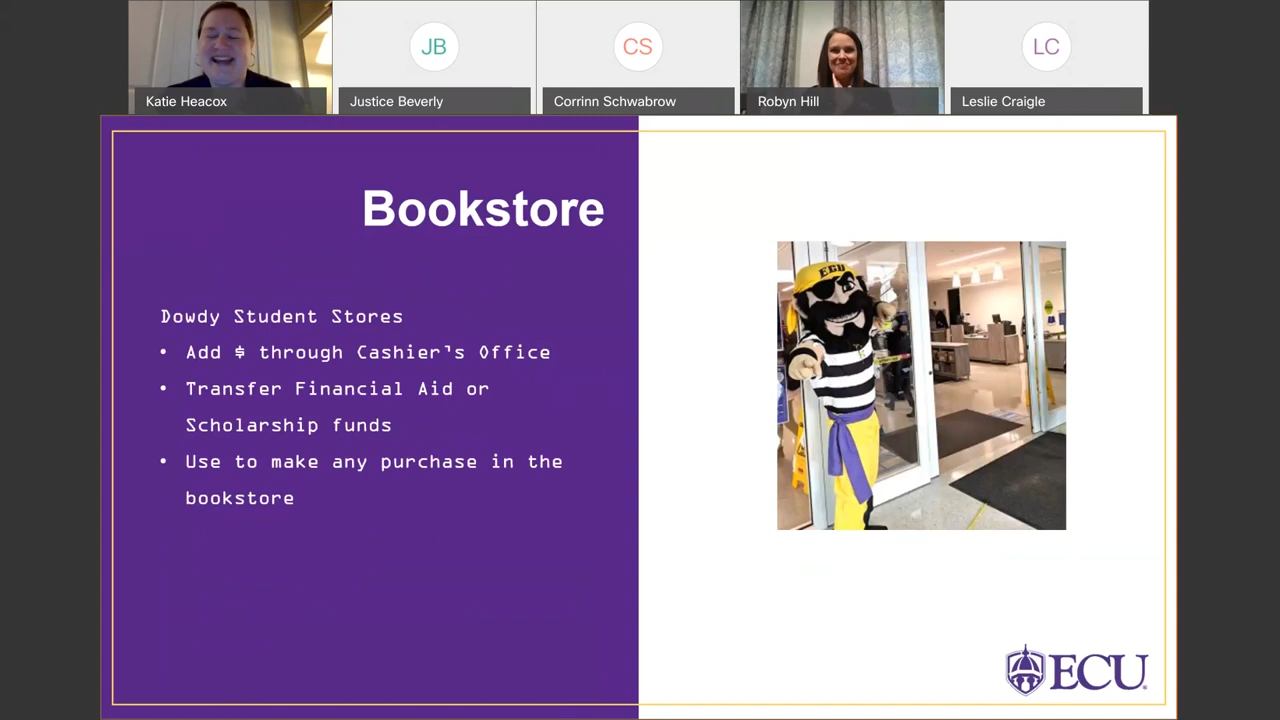 JB
CS
LC
Katie Heacox
Justice Beverly
Corrinn Schwabrow
Robyn Hill
Leslie Craigle
Bookstore
Dowdy Student Stores
• Add $ through Cashier's Office
• Transfer Financial Aid or
Scholarship funds
• Use to make any purchase in the
bookstore
ECU
ECU